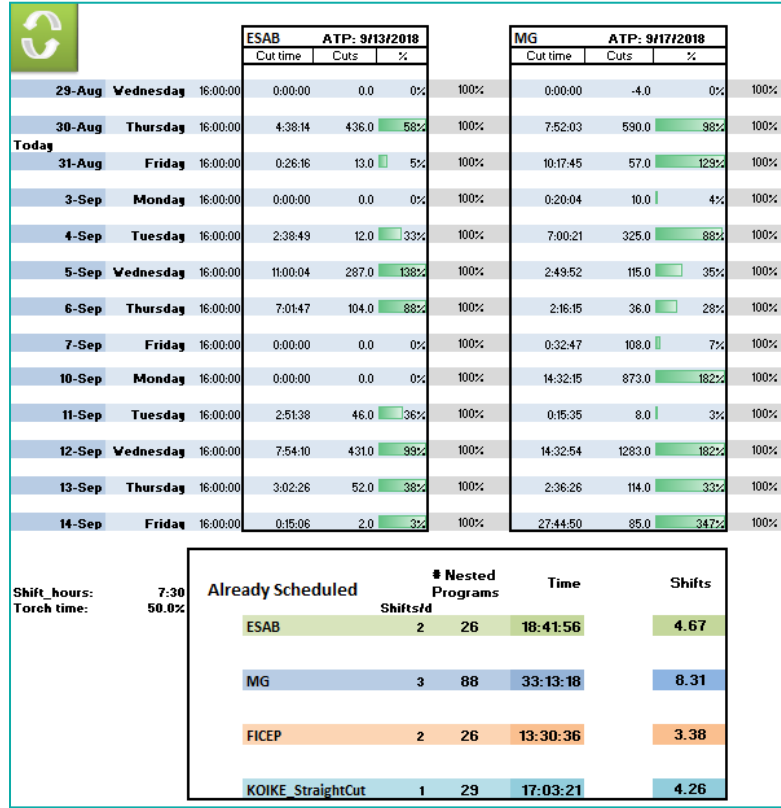 ESAB ATP: 9/13/2018 MG ATP: 9/17/2018
Cut time Cuts % Cut time Cuts %
29-Aug Wednesday 16:00:00 0:00:00 0.0 0% 100% 0:00:00 -4.0 0% 100%
30-Aug Thursday 16:00:00 4:38:14 436.0 58% 100% 7:52:03 590.0 98% 100%
Today
31-Aug Friday 16:00:00 0:26:16 13.0 5% 100% 10:17:45 57.0 129% 100%
3-Sep Monday 16:00:00 0:00:00 0.0 0% 100% 0:20:04 10.0 4% 100%
4-Sep Tuesday 16:00:00 2:38:49 12.0 33% 100% 7:00:21 325.0 88% 100%
5-Sep Wednesday 16:00:00 11:00:04 287.0 138% 100% 2:49:52 115.0 35% 100%
6-Sep Thursday 16:00:00 7:01:47 104.0 88% 100% 2:16:15 36.0 28% 100%
7-Sep Friday 16:00:00 0:00:00 0.0 0% 100% 0:32:47 108.0 7% 100%
10-Sep Monday 16:00:00 0:00:00 0.0 0% 100% 14:32:15 873.0 182% 100%
11-Sep Tuesday 16:00:00 2:51:38 46.0 36% 100% 0:15:35 8.0 3% 100%
12-Sep Wednesday 16:00:00 7:54:10 431.0 99% 100% 14:32:54 1283.0 182% 100%
13-Sep Thursday 16:00:00 3:02:26 52.0 38% 100% 2:36:26 114.0 33% 100%
14-Sep Friday 16:00:00 0:15:06 2.0 3% 100% 27:44:50 85.0 347% 100%
Shift_hours: 7:30
Torch time: 50.0%
Already Scheduled Shifts/d # Nested Programs Time Shifts
ESAB 2 26 18:41:56 4.67
MG 3 88 33:13:18 8.31
FICEP 2 26 13:30:36 3.38
KOIKE_StraightCut 1 29 17:03:21 4.26